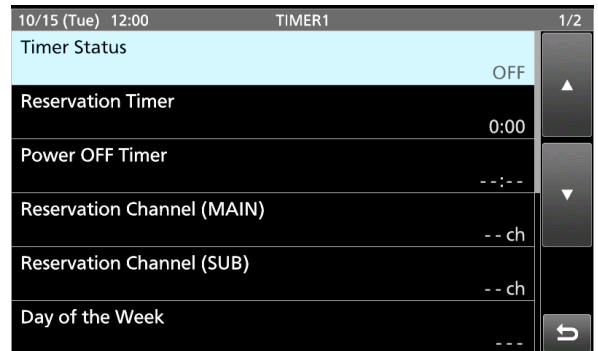 10/15 (Tue) 12:00 TIMER1 1/2
Timer Status
OFF
Reservation Timer
0:00
Power OFF Timer
--:--
Reservation Channel (MAIN)
-- ch
Reservation Channel (SUB)
-- ch
Day of the Week
---